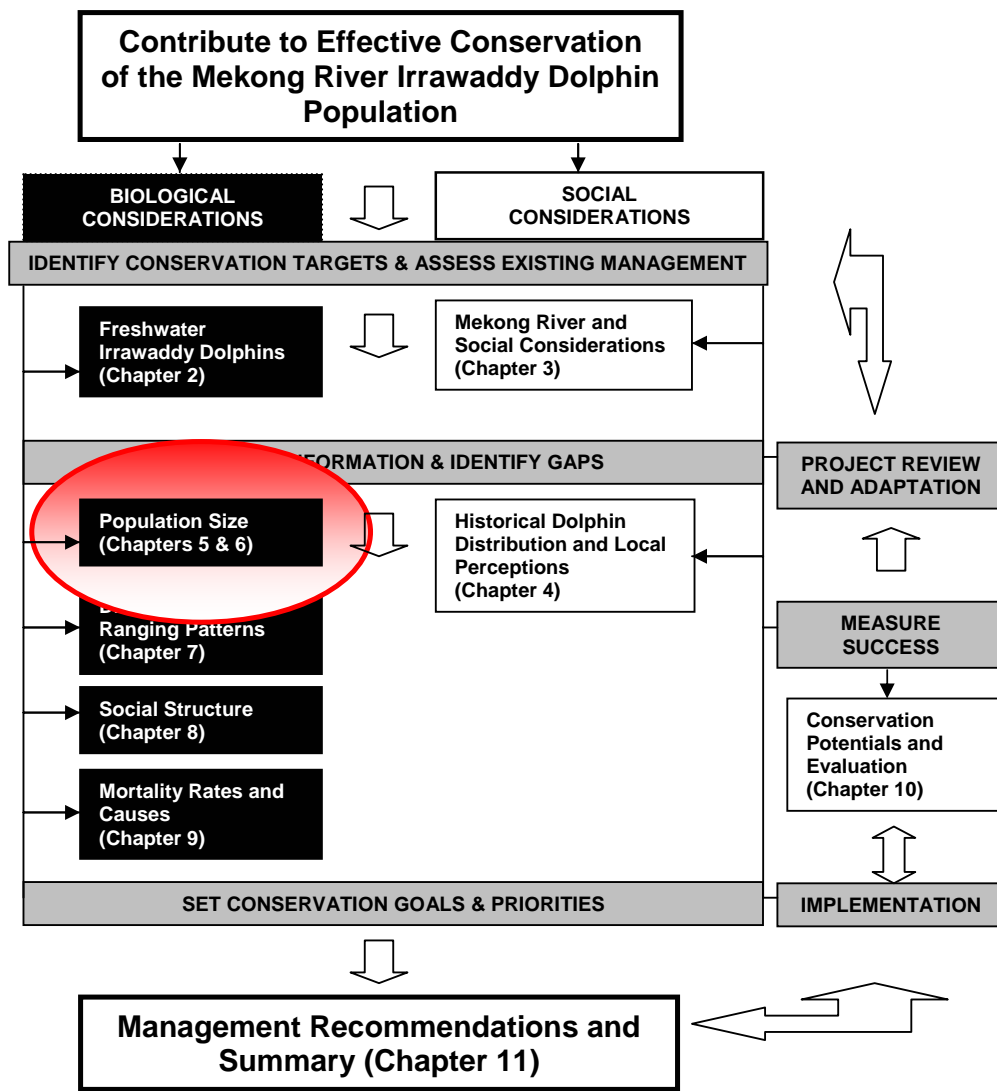 Contribute to Effective Conservation
of the Mekong River Irrawaddy Dolphin
Population
BIOLOGICAL
CONSIDERATIONS
SOCIAL
CONSIDERATIONS
IDENTIFY CONSERVATION TARGETS & ASSESS EXISTING MANAGEMENT
Freshwater
Irrawaddy Dolphins
(Chapter 2)
Mekong River and
Social Considerations
(Chapter 3)
& IDENTIFY GAPS
PROJECT REVIEW
AND ADAPTATION
Population Size
(Chapters 5 & 6)
Historical Dolphin
Distribution and Local
Perceptions
(Chapter 4)
Ranging Patterns
(Chapter 7)
MEASURE
SUCCESS
Social Structure
(Chapter 8)
Conservation
Potentials and
Evaluation
(Chapter 10)
Mortality Rates and
Causes
(Chapter 9)
SET CONSERVATION GOALS & PRIORITIES
IMPLEMENTATION
Management Recommendations and
Summary (Chapter 11)